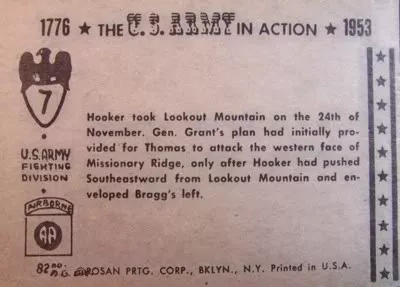 1776 ★ THE U.S. ARMY IN ACTION ★ 1953
7
Hooker took Lookout Mountain on the 24th of
November. Gen. Grant's plan had initially pro-
vided for Thomas to attack the western face of
Missionary Ridge, only after Hooker had pushed
Southeastward from Lookout Mountain and en-
veloped Bragg's left.
U.S. ARMY
FIGHTING
DIVISION
AIRBORNE
AA
82ND
©ROSAN PRTG. CORP., BKLYN., N.Y. Printed in U.S.A.